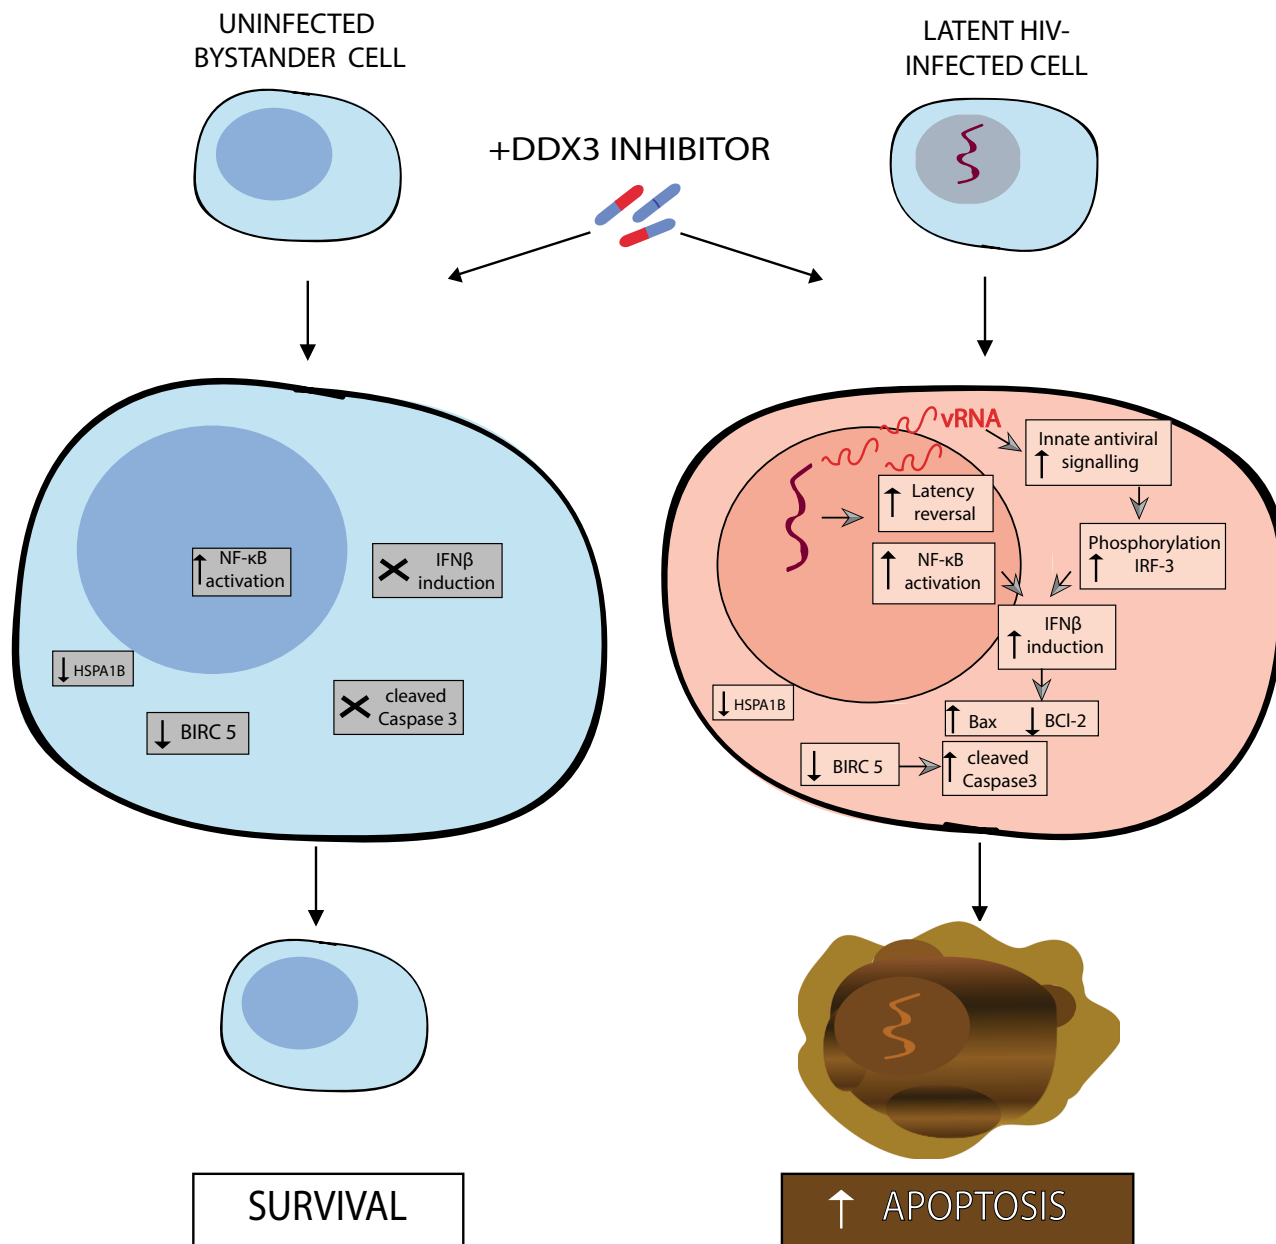 UNINFECTED
BYSTANDER CELL
LATENT HIV-
INFECTED CELL
+DDX3 INHIBITOR
↑ NF-κB
activation
IFNβ
induction
↓ HSPA1B
cleaved
Caspase 3
↓ BIRC 5
SURVIVAL
vRNA
Innate antiviral
↑ signalling
↑ Latency
reversal
Phosphorylation
↑ IRF-3
↑ NF-κB
activation
IFNβ
↑ induction
↓ HSPA1B
↑ Bax ↓ BCl-2
↓ BIRC 5
↑ cleaved
Caspase3
↑ APOPTOSIS